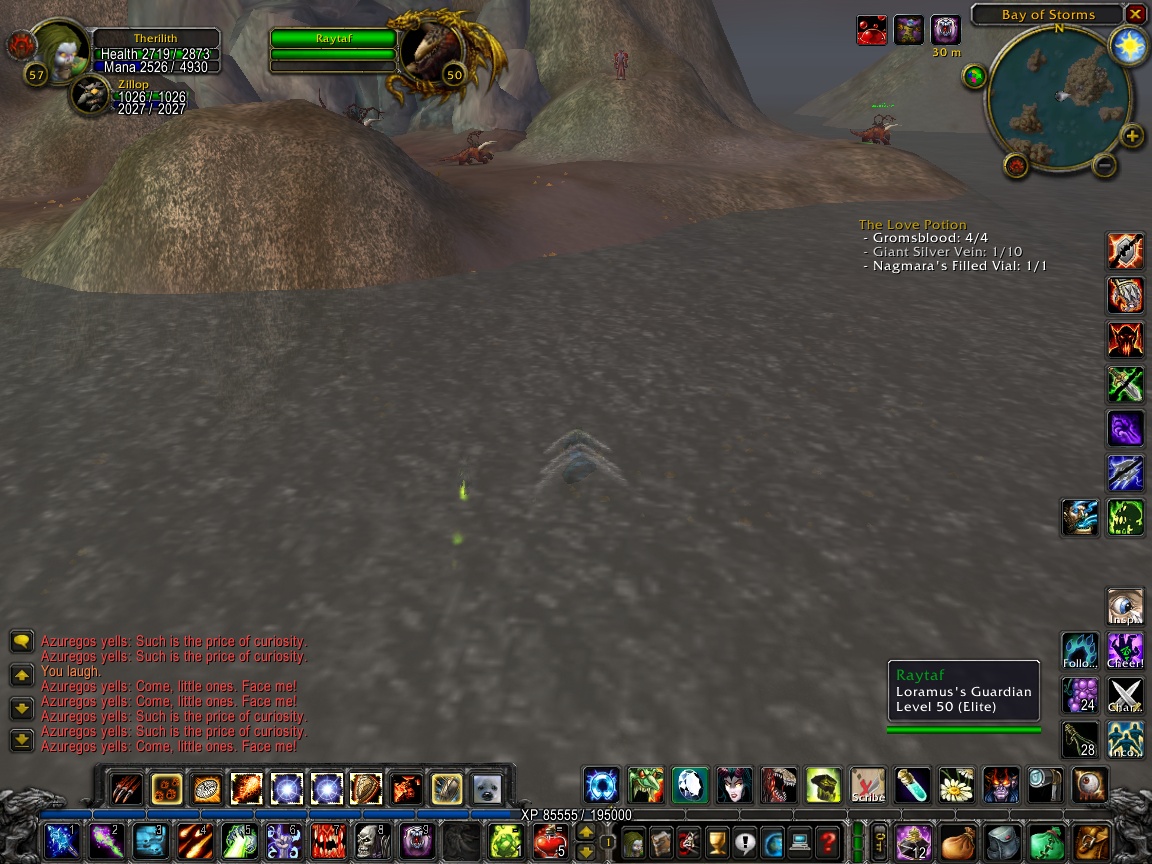 Therilith
Health 2719 / 2873
Mana 2526 / 4930
57
Zillop
1026 / 1026
2027 / 2027
Raytaf
50
30 m
Bay of Storms
N
The Love Potion
- Gromsblood: 4/4
- Giant Silver Vein: 1/10
- Nagmara's Filled Vial: 1/1
Insp..
Follo...
Cheer!
24
Char..
28
Inco..
Raytaf
Loramus's Guardian
Level 50 (Elite)
Azuregos yells: Such is the price of curiosity.
Azuregos yells: Such is the price of curiosity.
You laugh.
Azuregos yells: Come, little ones. Face me!
Azuregos yells: Come, little ones. Face me!
Azuregos yells: Such is the price of curiosity.
Azuregos yells: Such is the price of curiosity.
Azuregos yells: Come, little ones. Face me!
Scribe
XP 85555 / 195000
1
2
3
4
5
6
7
8
9
=
5
1
12